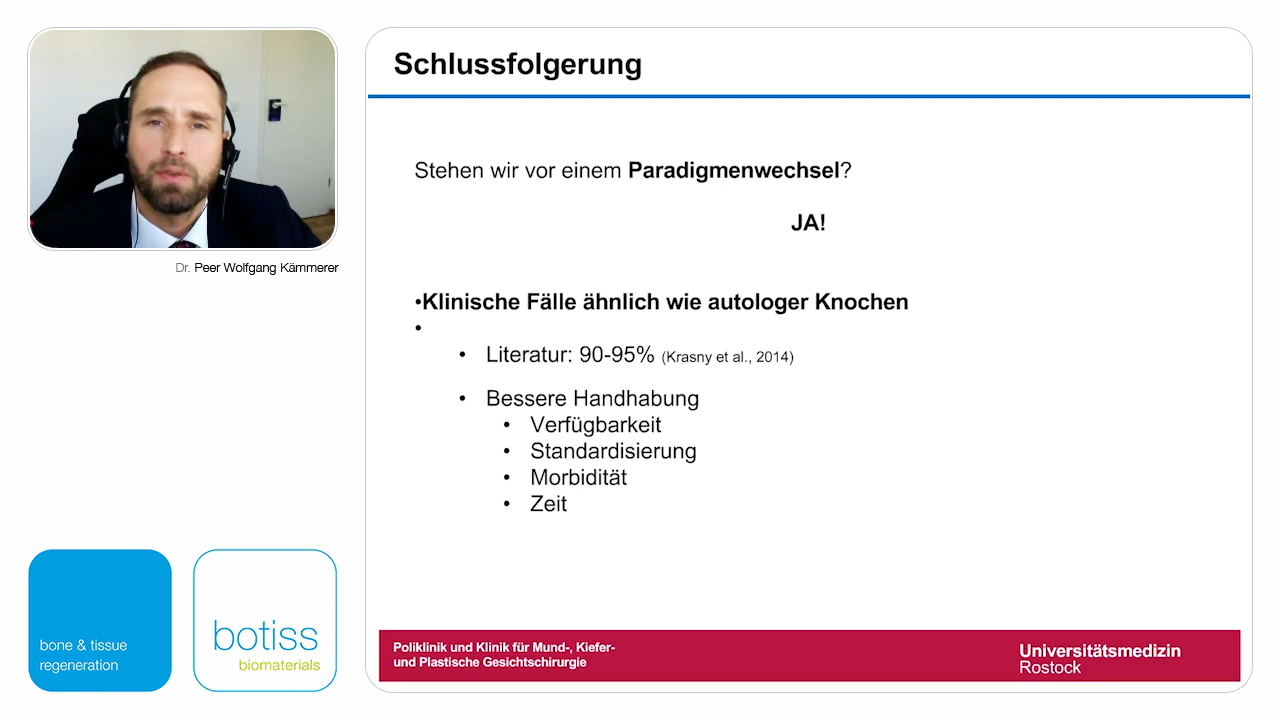 Dr. Peer Wolfgang Kämmerer
bone & tissue
regeneration
botiss
biomaterials
Schlussfolgerung
Stehen wir vor einem Paradigmenwechsel?
JA!
•Klinische Fälle ähnlich wie autologer Knochen
•
• Literatur: 90-95% (Krasny et al., 2014)
• Bessere Handhabung
• Verfügbarkeit
• Standardisierung
• Morbidität
• Zeit
Poliklinik und Klinik für Mund-, Kiefer-
und Plastische Gesichtschirurgie
Universitätsmedizin
Rostock